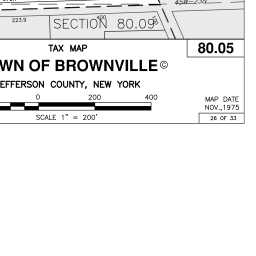 223.9
400
SECTION 80.09
TAX MAP
80.05
WN OF BROWNVILLE©
EFFERSON COUNTY, NEW YORK
0 200 400
MAP DATE
NOV., 1975
SCALE 1" = 200'
26 OF 33